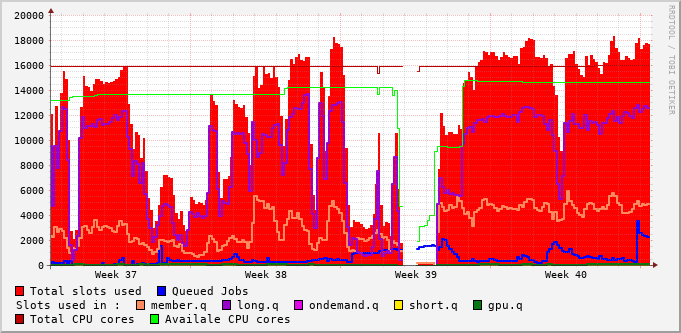 20000
18000
16000
14000
12000
10000
8000
6000
4000
2000
0
Week 37 Week 38 Week 39 Week 40
Total slots used Queued Jobs
Slots used in : member.q long.q ondemand.q short.q gpu.q
Total CPU cores Availale CPU cores
RRDTOOL / TOBI OETIKER